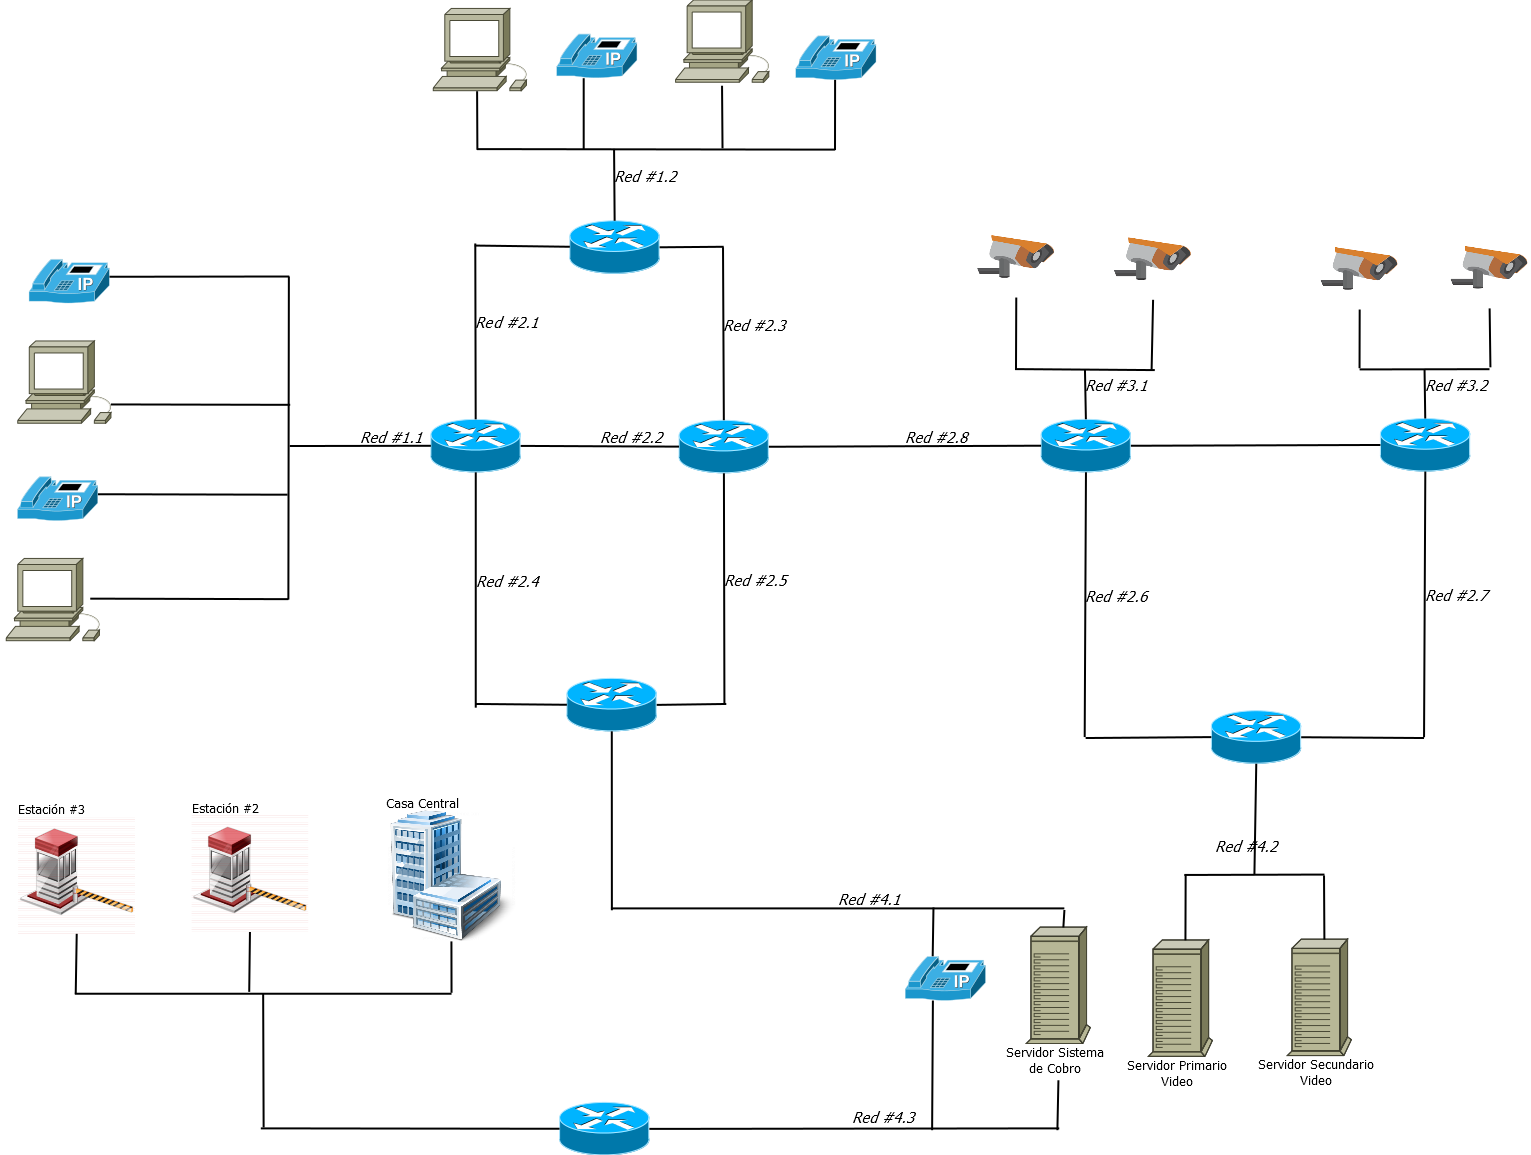 IP
IP
Red #1.2
IP
Red #2.1
Red #2.3
Red #3.1
Red #3.2
Red #1.1
Red #2.2
Red #2.8
IP
Red #2.4
Red #2.5
Red #2.6
Red #2.7
Estación #3
Estación #2
Casa Central
Red #4.2
Red #4.1
IP
Servidor Sistema
de Cobro
Servidor Primario
Video
Servidor Secundario
Video
Red #4.3